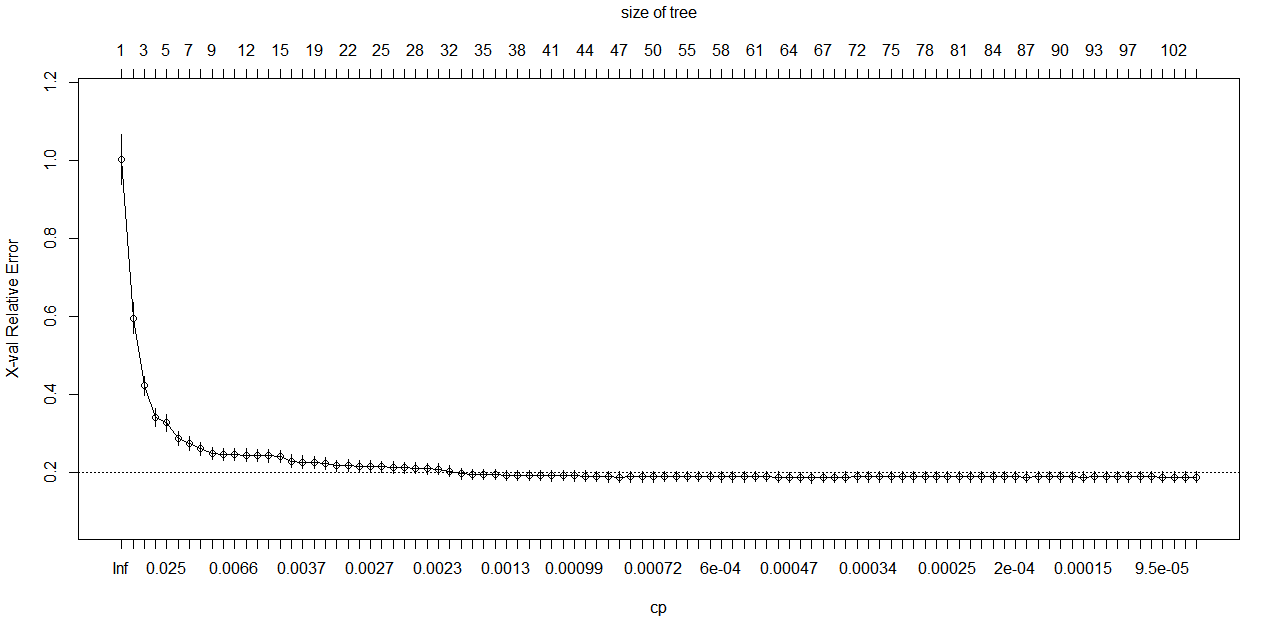 size of tree
1 3 5 7 9 12 15 19 22 25 28 32 35 38 41 44 47 50 55 58 61 64 67 72 75 78 81 84 87 90 93 97 102
1.2
1.0
0.8
0.6
0.4
0.2
X-val Relative Error
Inf 0.025 0.0066 0.0037 0.0027 0.0023 0.0013 0.00099 0.00072 6e-04 0.00047 0.00034 0.00025 2e-04 0.00015 9.5e-05
cp